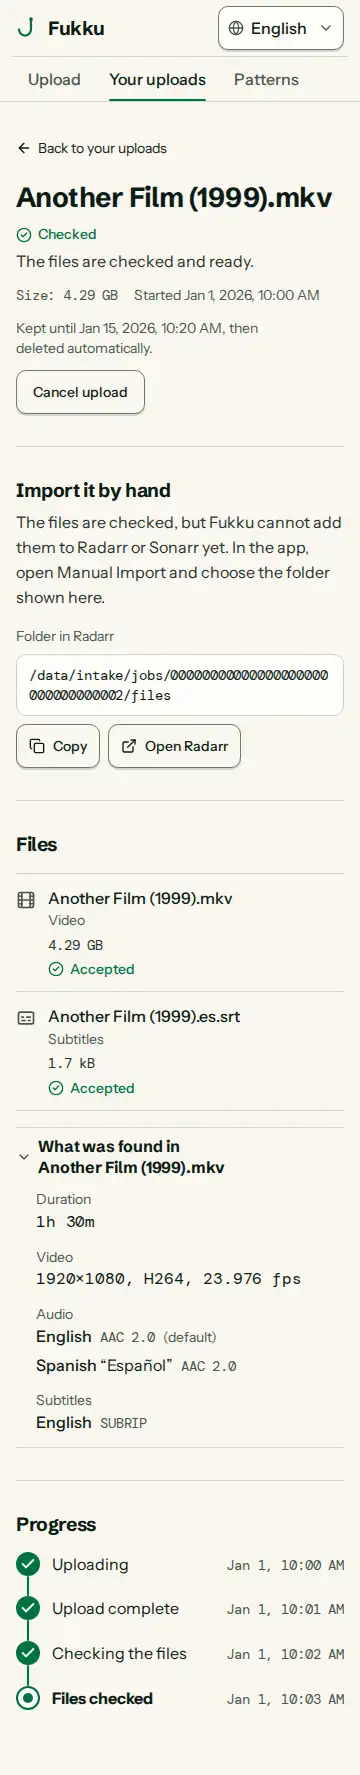 Fukku
English
Upload
Your uploads
Patterns
Back to your uploads
Another Film (1999).mkv
Checked
The files are checked and ready.
Size: 4.29 GB
Started Jan 1, 2026, 10:00 AM
Kept until Jan 15, 2026, 10:20 AM, then
deleted automatically.
Cancel upload
Import it by hand
The files are checked, but Fukku cannot add
them to Radarr or Sonarr yet. In the app,
open Manual Import and choose the folder
shown here.
Folder in Radarr
/data/intake/jobs/00000000000000000000
000000000002/files
Copy
Open Radarr
Files
Another Film (1999).mkv
Video
4.29 GB
Accepted
Another Film (1999).es.srt
Subtitles
1.7 kB
Accepted
What was found in
Another Film (1999).mkv
Duration
1h 30m
Video
1920×1080, H264, 23.976 fps
Audio
English AAC 2.0 (default)
Spanish “Español” AAC 2.0
Subtitles
English SUBRIP
Progress
Uploading Jan 1, 10:00 AM
Upload complete Jan 1, 10:01 AM
Checking the files Jan 1, 10:02 AM
Files checked Jan 1, 10:03 AM